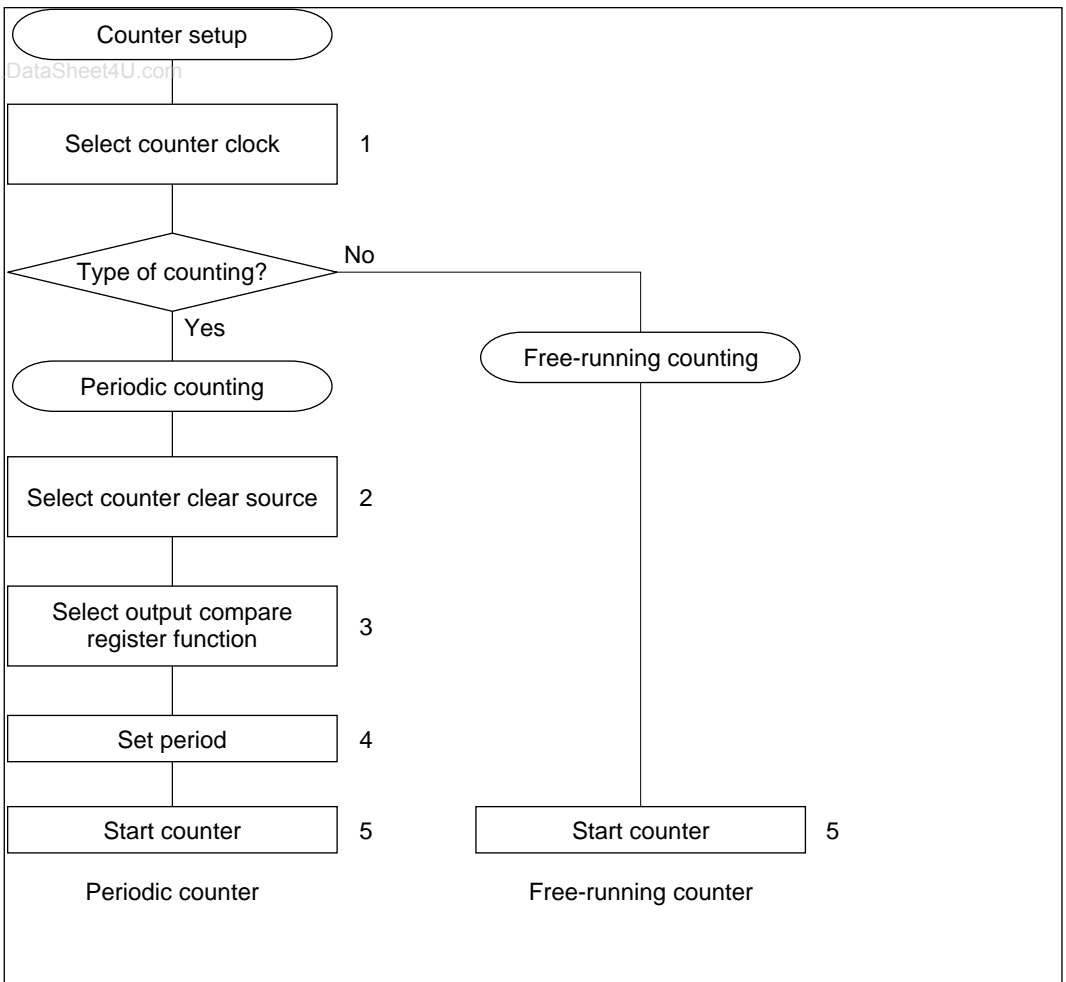 Counter setup
DataSheet4U.com
Select counter clock
1
Type of counting?
No
Yes
Free-running counting
Periodic counting
Select counter clear source
2
Select output compare
register function
3
Set period
4
Start counter
5
Start counter
5
Periodic counter
Free-running counter